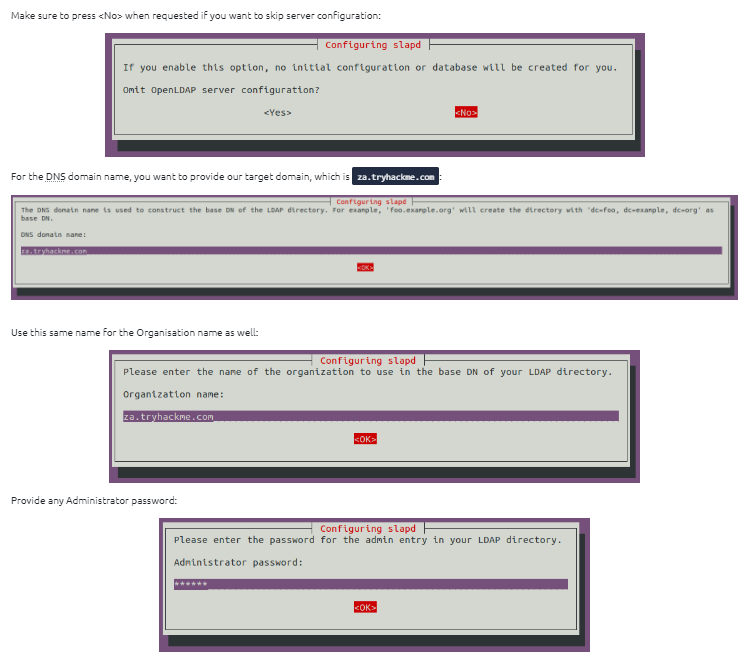 Make sure to press <No> when requested if you want to skip server configuration:
Configuring slapd
If you enable this option, no initial configuration or database will be created for you.
Omit OpenLDAP server configuration?
<Yes> <No>
For the DNS domain name, you want to provide our target domain, which is za.tryhackme.com:
Configuring slapd
The DNS domain name is used to construct the base DN of the LDAP directory. For example, 'foo.example.org' will create the directory with 'dc=foo, dc=example, dc=org' as
base DN.
DNS domain name:
za.tryhackme.com
<OK>
Use this same name for the Organisation name as well:
Configuring slapd
Please enter the name of the organization to use in the base DN of your LDAP directory.
Organization name:
za.tryhackme.com
<OK>
Provide any Administrator password:
Configuring slapd
Please enter the password for the admin entry in your LDAP directory.
Administrator password:
******
<OK>